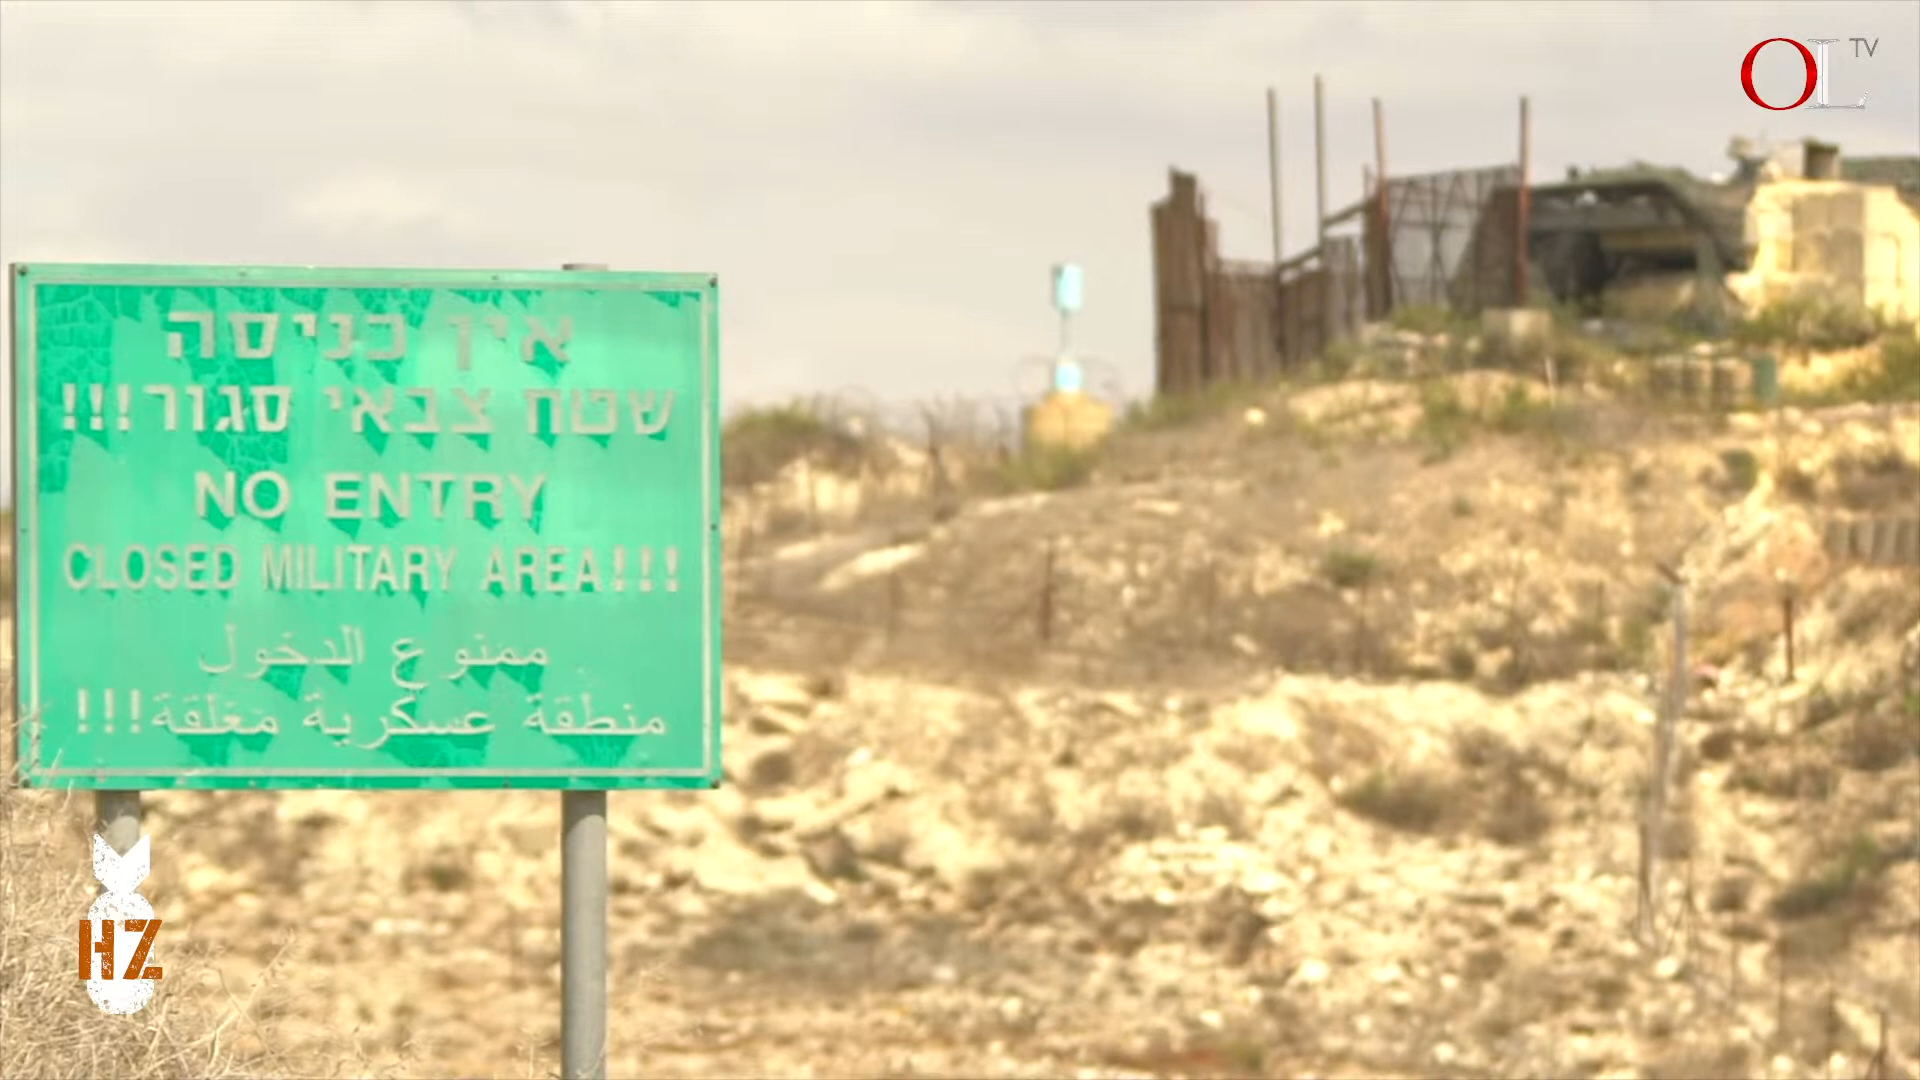 אין כניסה
שטח צבאי סגור!!!
NO ENTRY
CLOSED MILITARY AREA!!!
ممنوع الدخول
منطقة عسكرية مغلقة!!!
OL TV
HZ